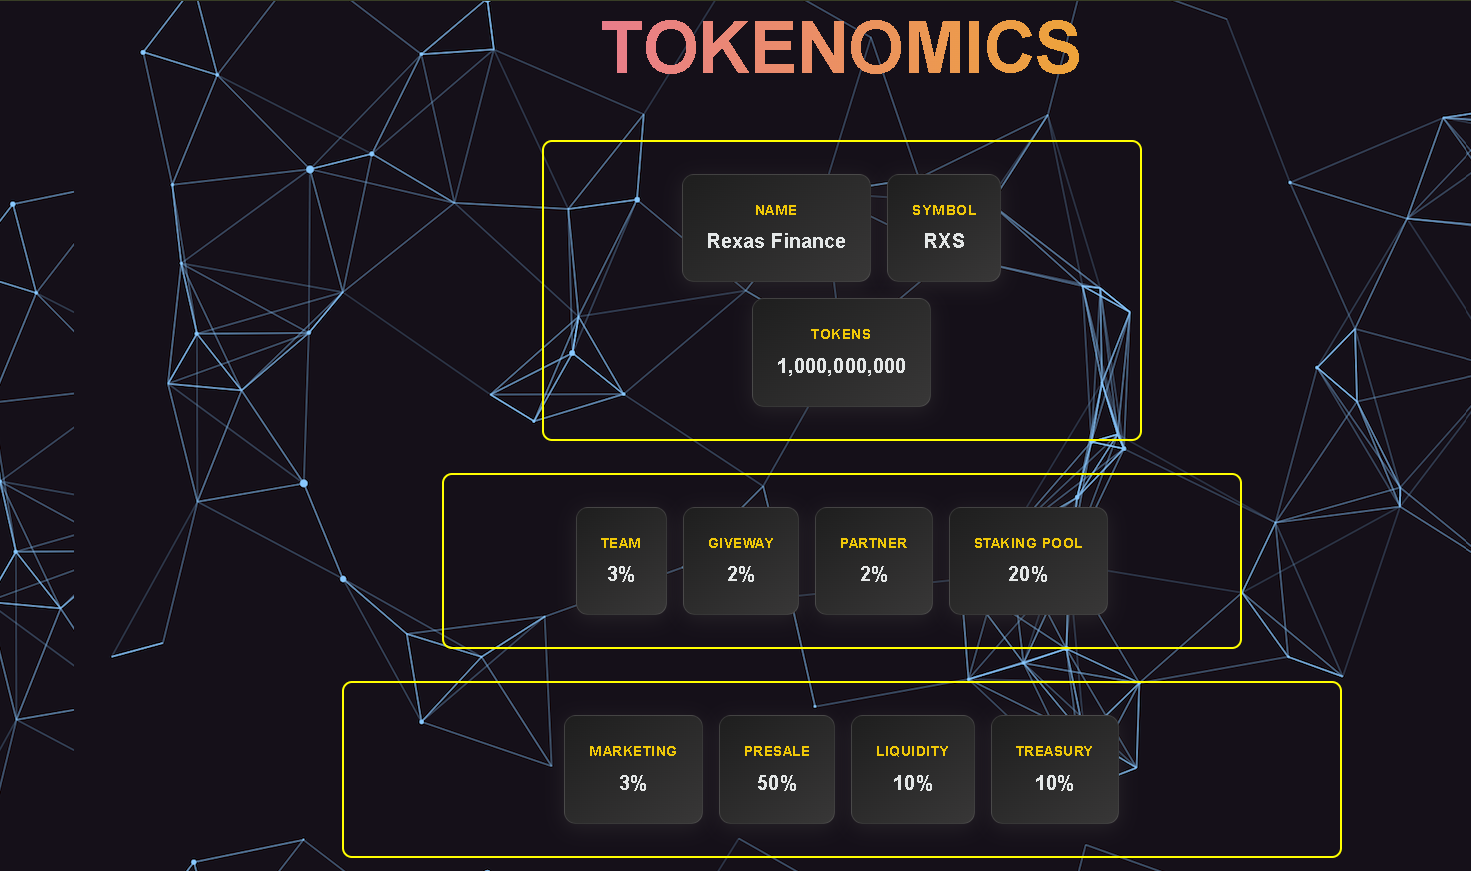 TOKENOMICS
NAME
Rexas Finance
SYMBOL
RXS
TOKENS
1,000,000,000
TEAM
3%
GIVEWAY
2%
PARTNER
2%
STAKING POOL
20%
MARKETING
3%
PRESALE
50%
LIQUIDITY
10%
TREASURY
10%